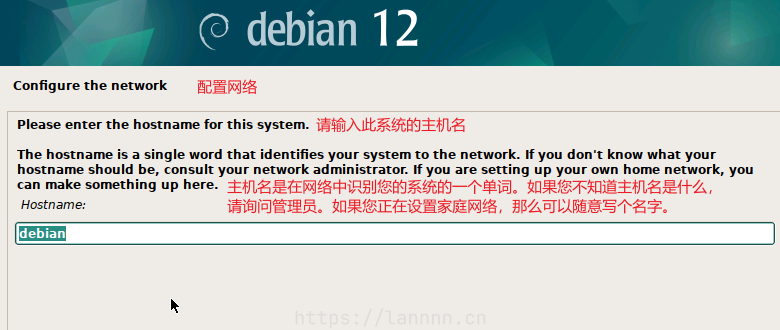 debian 12
Configure the network 配置网络
Please enter the hostname for this system. 请输入此系统的主机名
The hostname is a single word that identifies your system to the network. If you don't know what your
hostname should be, consult your network administrator. If you are setting up your own home network, you
can make something up here. 主机名是在网络中识别您的系统的一个单词。如果您不知道主机名是什么，
Hostname: 请询问管理员。如果您正在设置家庭网络，那么可以随意写个名字。
debian
https://lannnn.cn